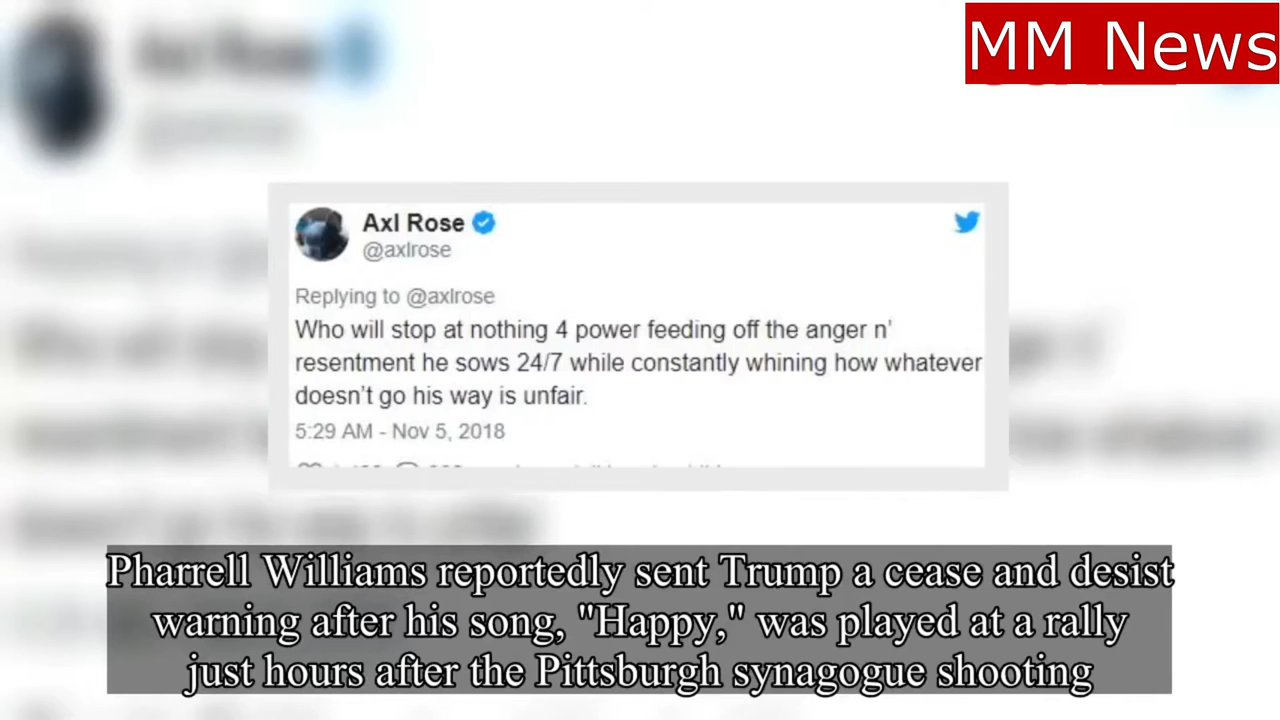 MM News
Axl Rose
@axlrose
Replying to @axlrose
Who will stop at nothing 4 power feeding off the anger n'
resentment he sows 24/7 while constantly whining how whatever
doesn't go his way is unfair.
5:29 AM - Nov 5, 2018
Pharrell Williams reportedly sent Trump a cease and desist
warning after his song, "Happy," was played at a rally
just hours after the Pittsburgh synagogue shooting